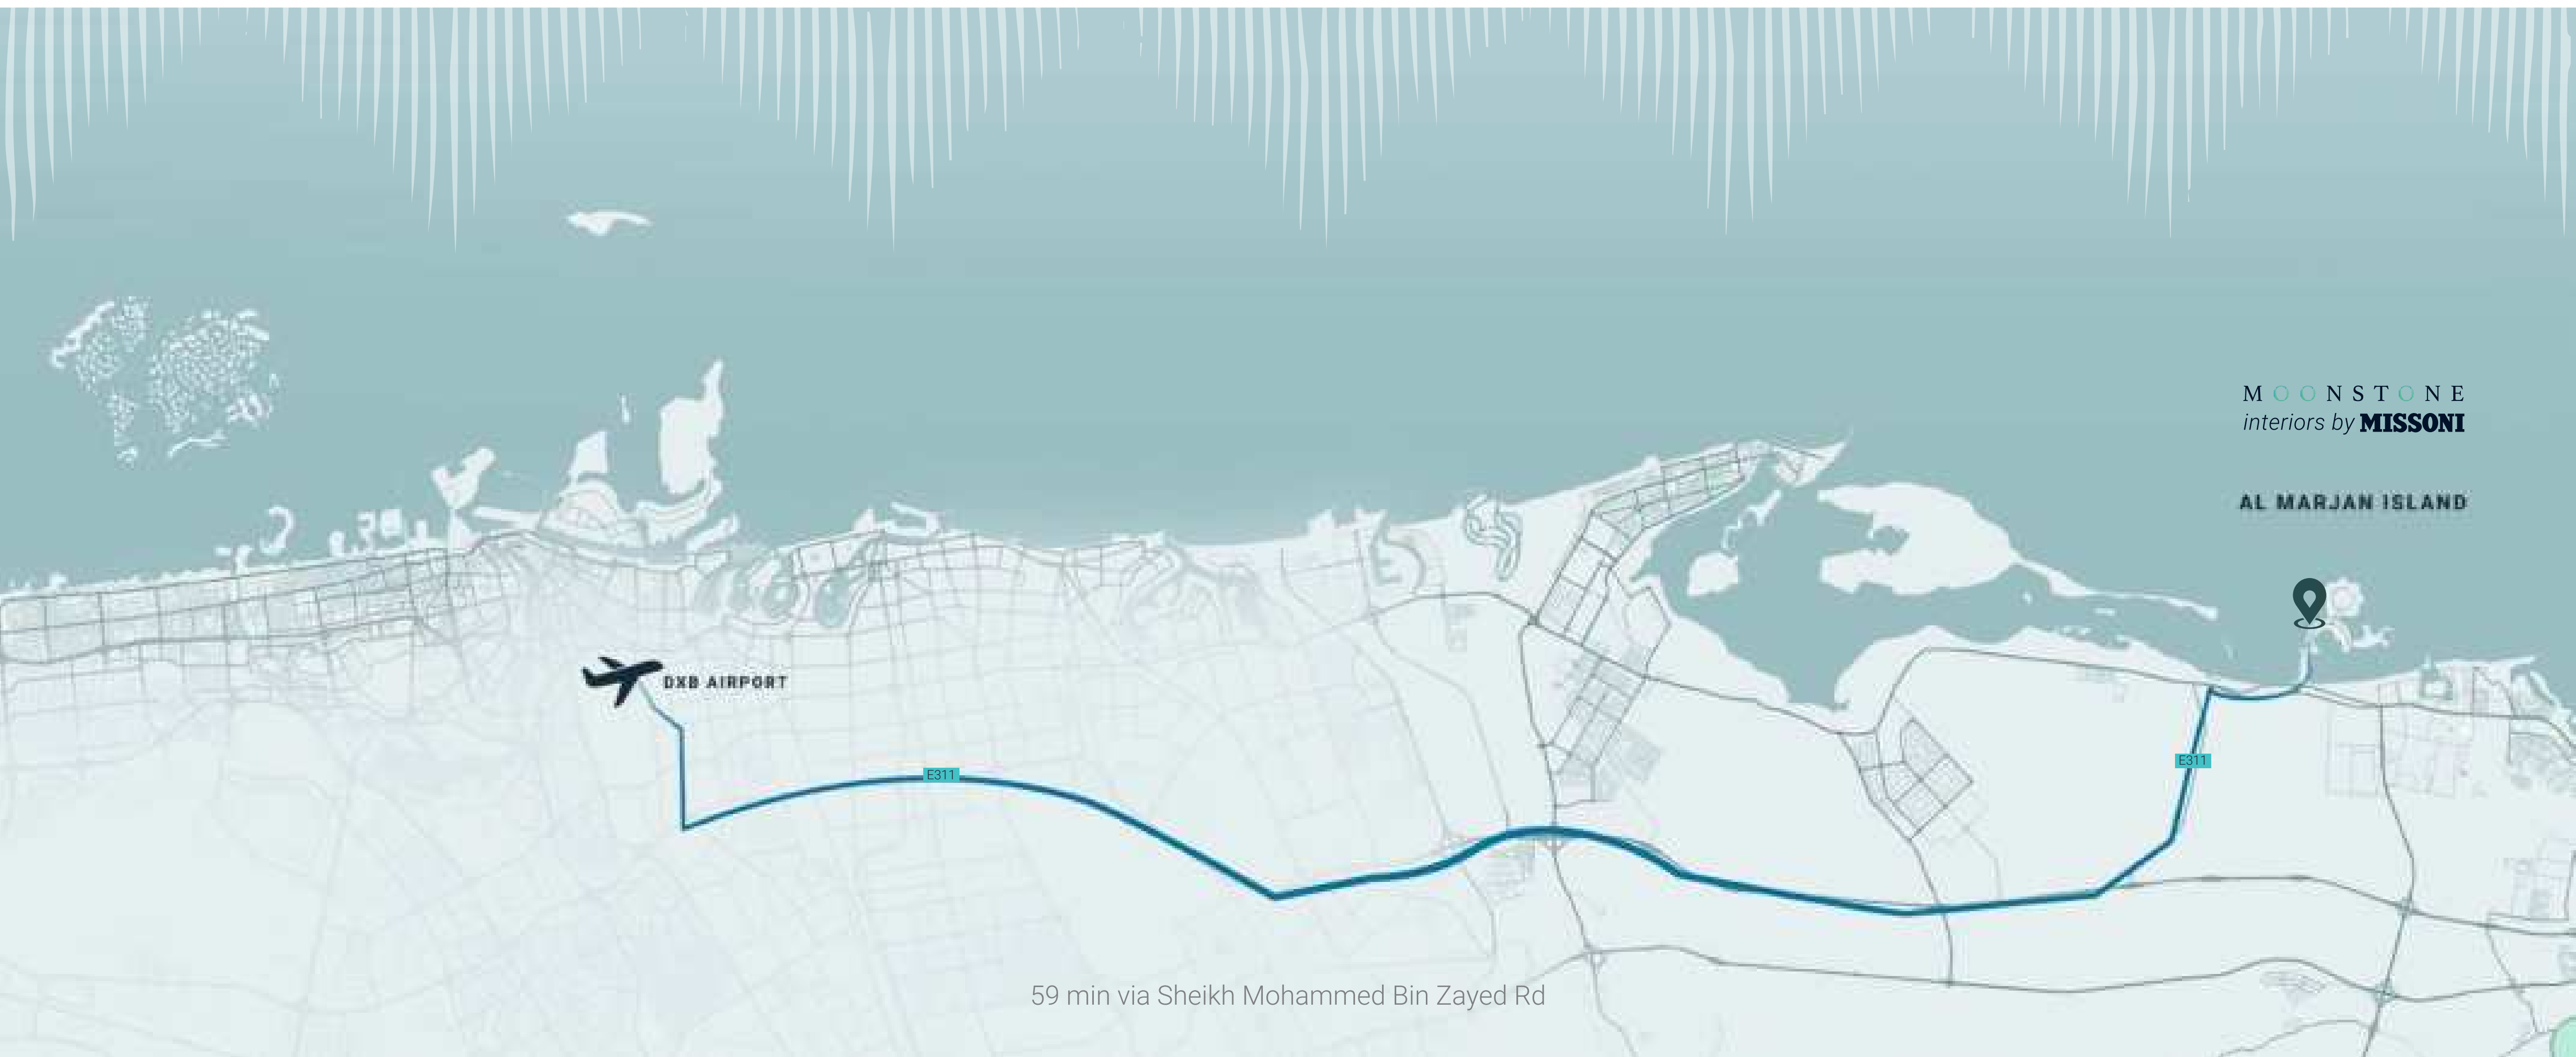 MOONSTONE
interiors by MISSONI
AL MARJAN ISLAND
DXB AIRPORT
E311
E311
59 min via Sheikh Mohammed Bin Zayed Rd